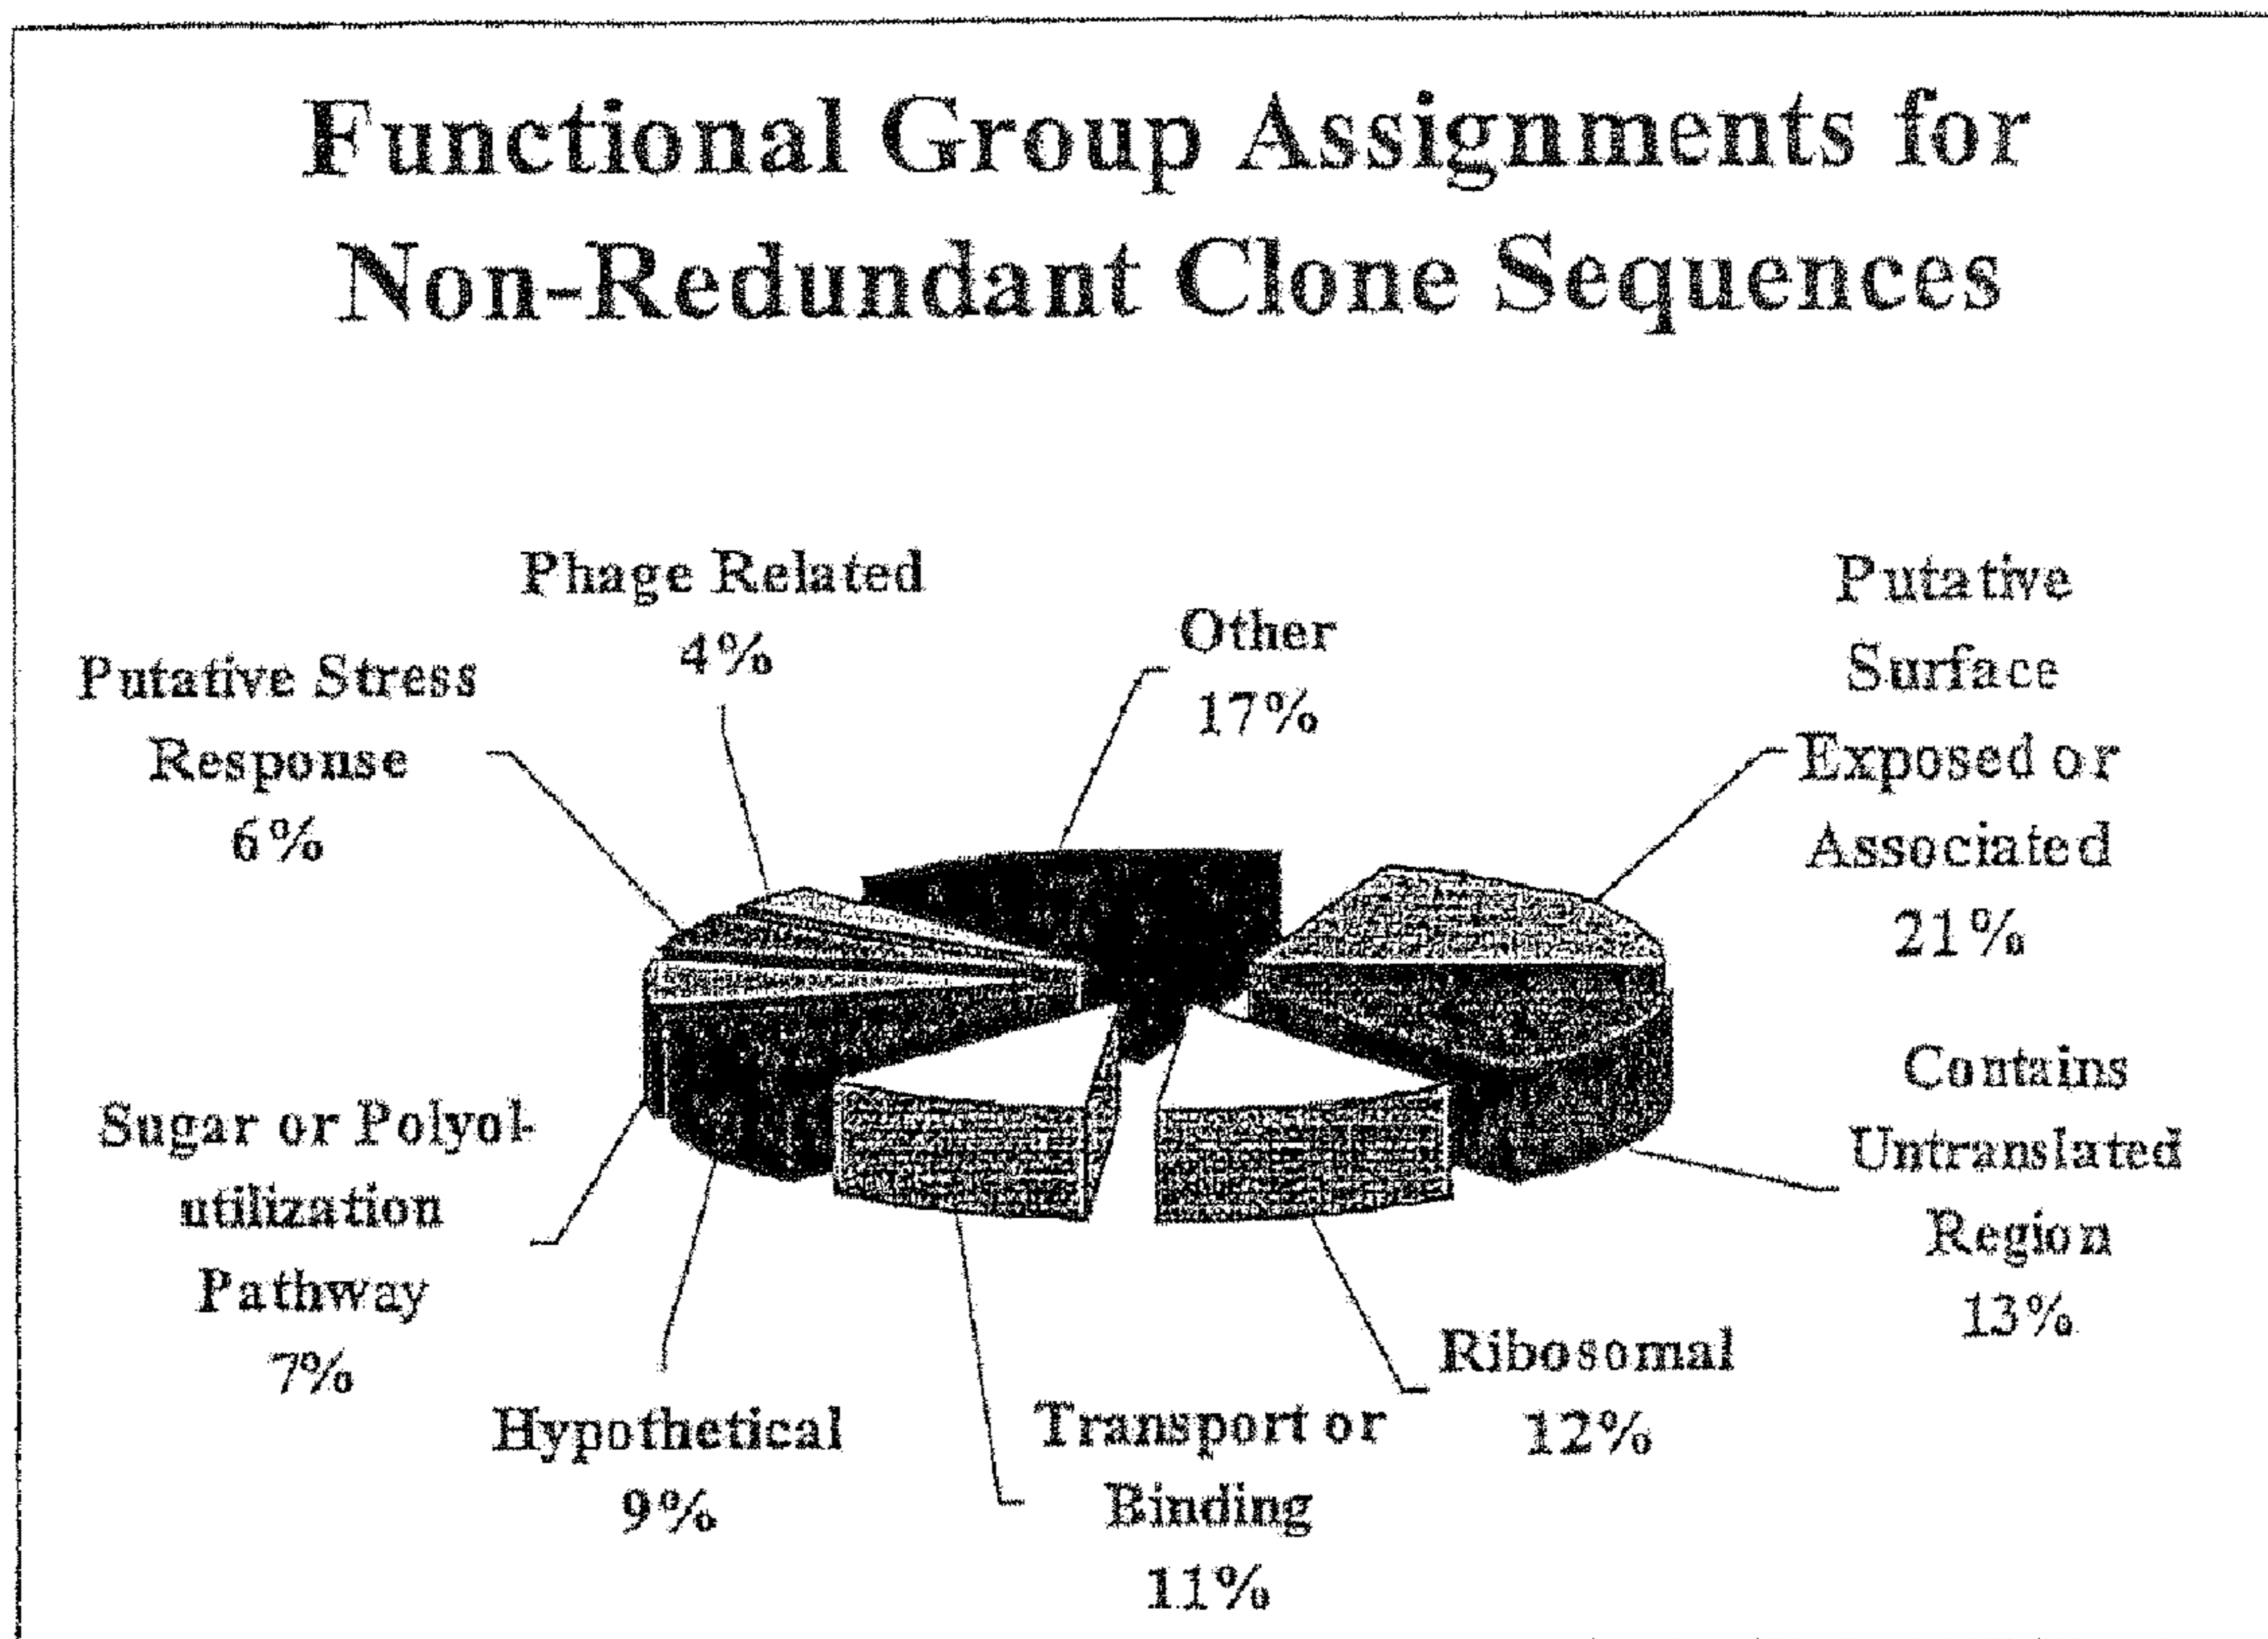 Functional Group Assignments for
Non-Redundant Clone Sequences
Phage Related
4%
Other
17%
Putative
Surface
Exposed or
Associated
21%
Putative Stress
Response
6%
Contains
Untranslated
Region
13%
Sugar or Polyol-
utilization
Pathway
7%
Ribosomal
12%
Transport or
Binding
11%
Hypothetical
9%